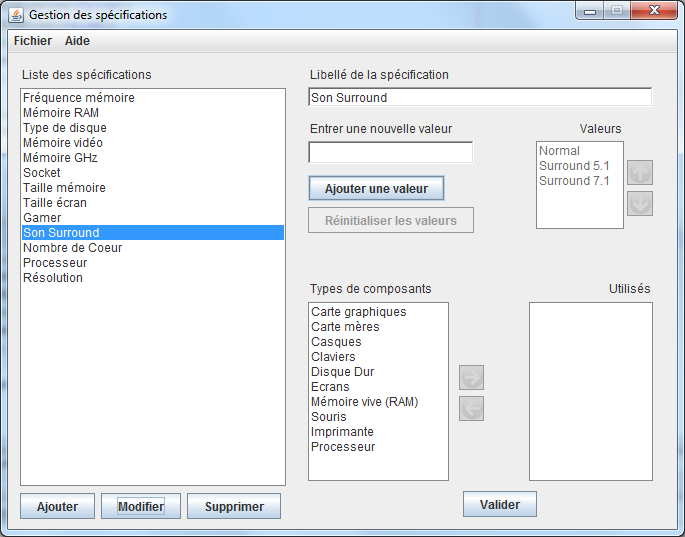 Gestion des spécifications
Fichier Aide
Liste des spécifications
Fréquence mémoire
Mémoire RAM
Type de disque
Mémoire vidéo
Mémoire GHz
Socket
Taille mémoire
Taille écran
Gamer
Son Surround
Nombre de Coeur
Processeur
Résolution
Ajouter Modifier Supprimer
Libellé de la spécification
Son Surround
Entrer une nouvelle valeur
Ajouter une valeur
Réinitialiser les valeurs
Valeurs
Normal
Surround 5.1
Surround 7.1
Types de composants
Carte graphiques
Carte mères
Casques
Claviers
Disque Dur
Ecrans
Mémoire vive (RAM)
Souris
Imprimante
Processeur
Utilisés
Valider